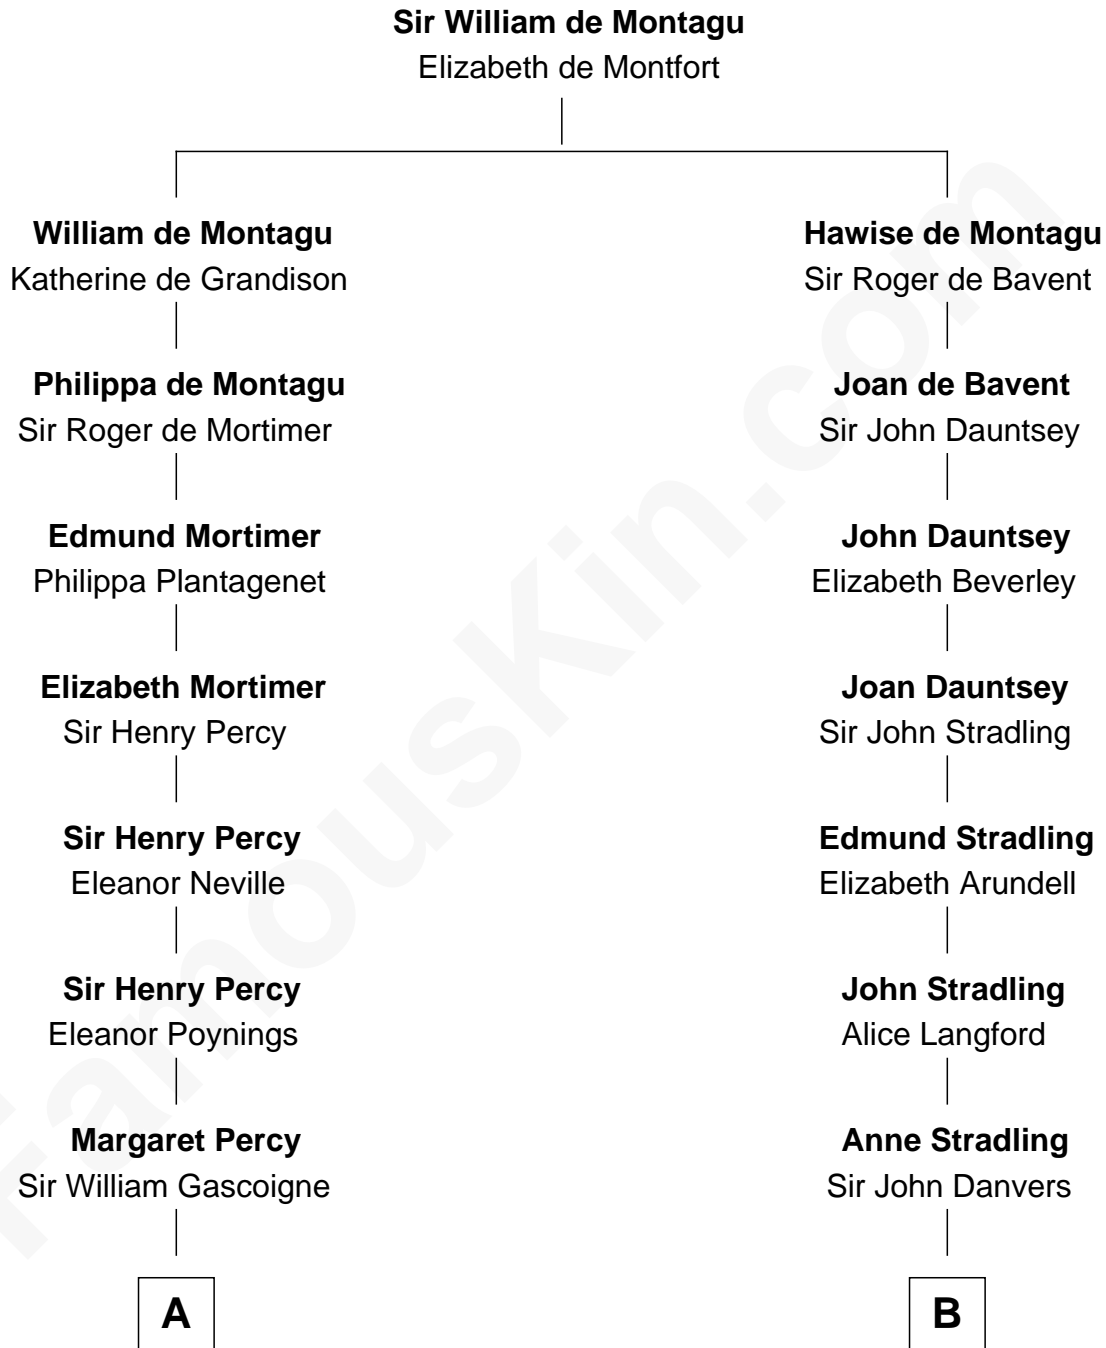 Sir William de Montagu
Elizabeth de Montfort
William de Montagu
Katherine de Grandison
Hawise de Montagu
Sir Roger de Bavent
Philippa de Montagu
Sir Roger de Mortimer
Joan de Bavent
Sir John Dauntsey
Edmund Mortimer
Philippa Plantagenet
John Dauntsey
Elizabeth Beverley
Elizabeth Mortimer
Sir Henry Percy
Joan Dauntsey
Sir John Stradling
Sir Henry Percy
Eleanor Neville
Edmund Stradling
Elizabeth Arundell
Sir Henry Percy
Eleanor Poynings
John Stradling
Alice Langford
Margaret Percy
Sir William Gascoigne
Anne Stradling
Sir John Danvers
A
B
FamousKin.com